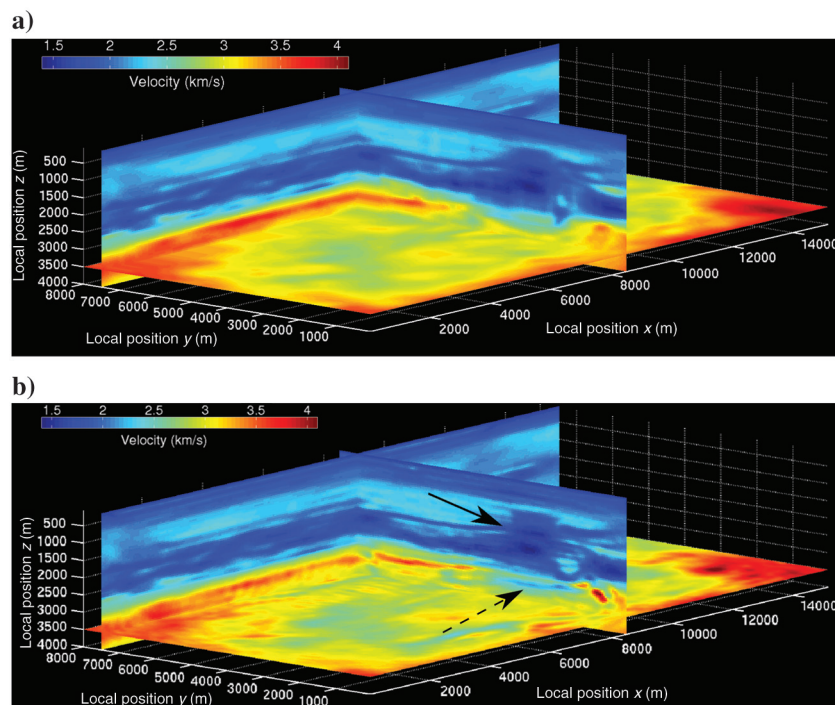 a)
1.5 2 2.5 3 3.5 4
Velocity (km/s)
Local position z (m)
500
1000
1500
2000
2500
3000
3500
4000
8000 7000 6000 5000 4000 3000 2000 1000
Local position y (m)
2000 4000 6000 8000 10000 12000 14000
Local position x (m)
b)
1.5 2 2.5 3 3.5 4
Velocity (km/s)
Local position z (m)
500
1000
1500
2000
2500
3000
3500
4000
8000 7000 6000 5000 4000 3000 2000 1000
Local position y (m)
2000 4000 6000 8000 10000 12000 14000
Local position x (m)